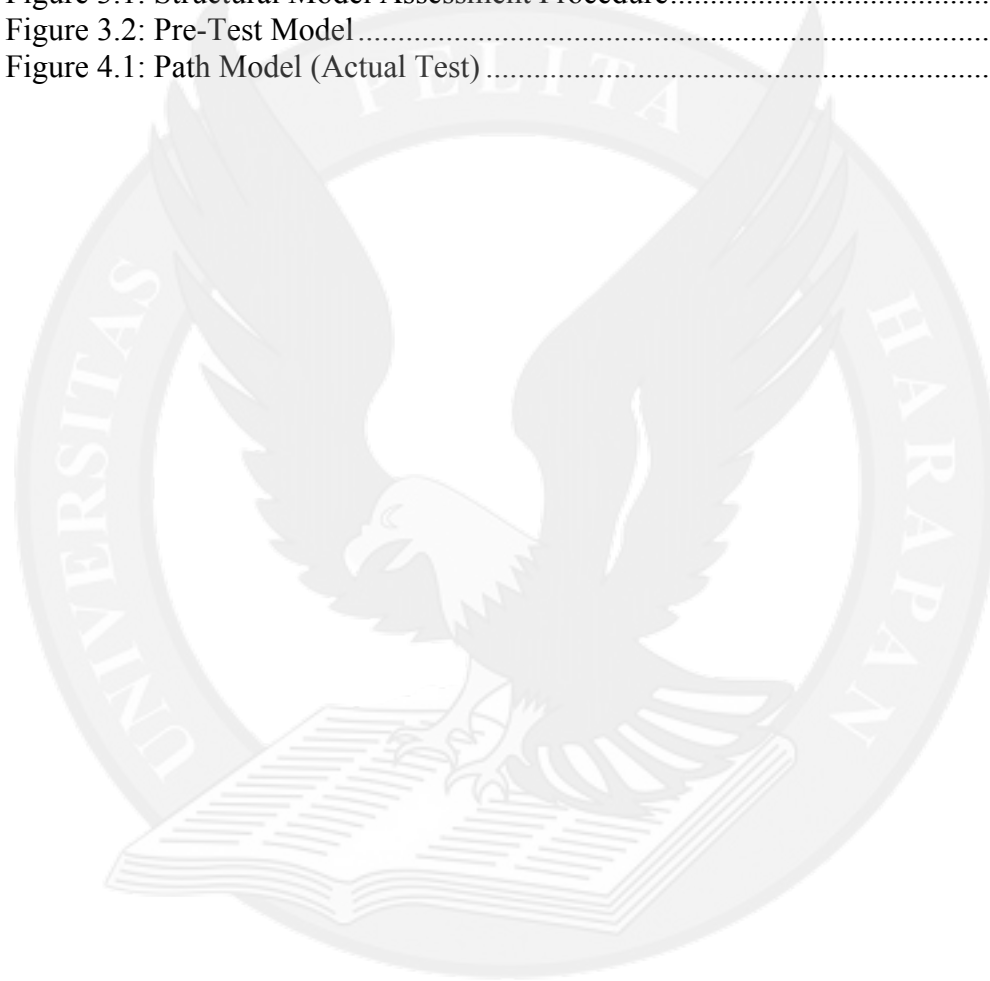 Figure 3.1: Structural Model Assessment Procedure
Figure 3.2: Pre-Test Model
Figure 4.1: Path Model (Actual Test)
UNIVERSITAS PELITA HARAPAN